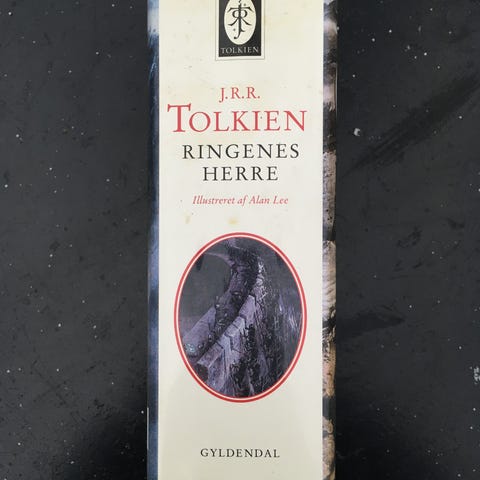 TOLKIEN
J.R.R.
TOLKIEN
RINGENES
HERRE
Illustreret af Alan Lee
GYLDENDAL